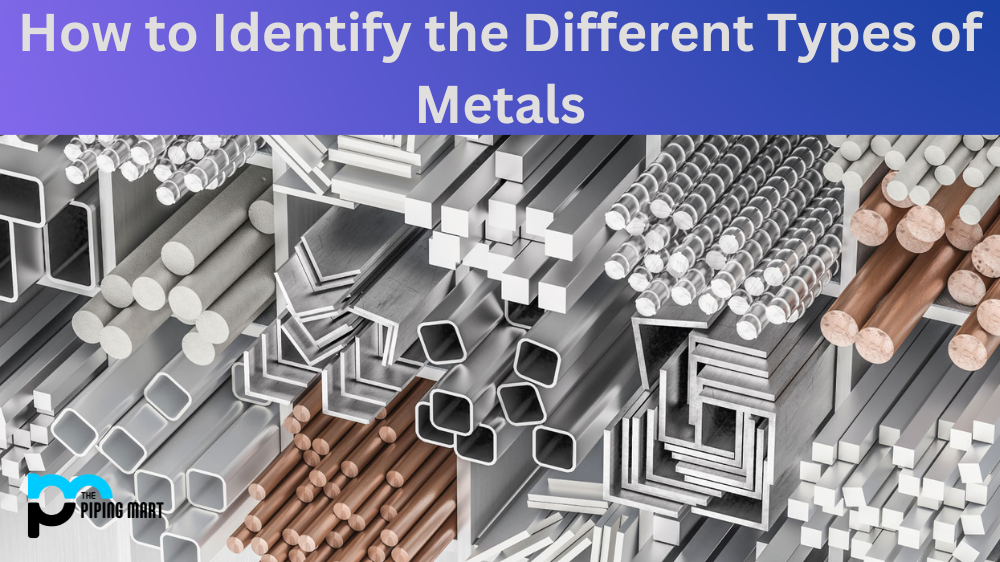 How to Identify the Different Types of
Metals
THE
PIPING MART